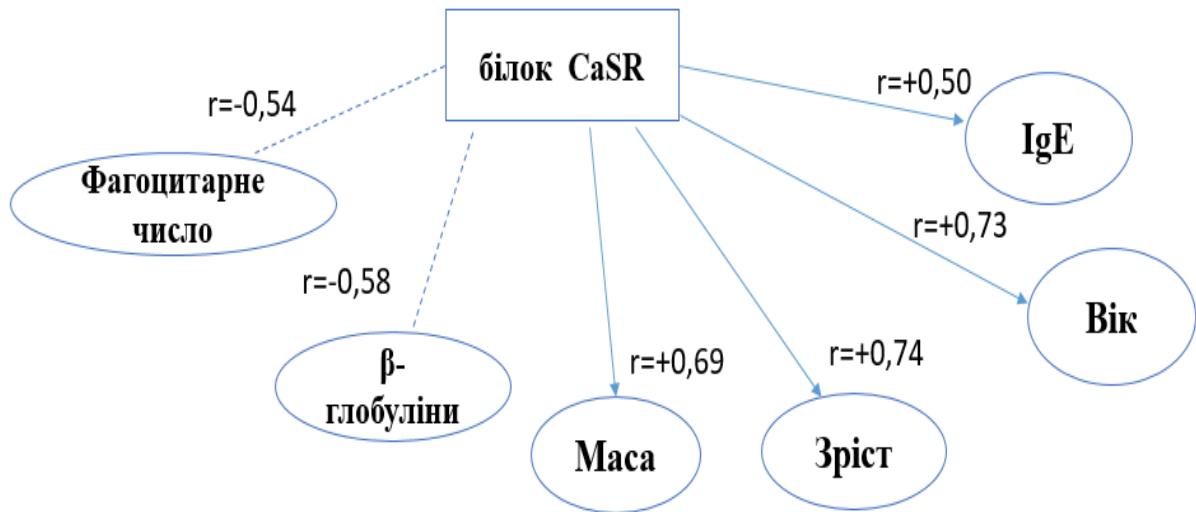 білок CaSR
r=-0,54
r=+0,50
IgE
Фагоцитарне
число
r=+0,73
r=-0,58
Вік
β-
глобуліни
r=+0,69
r=+0,74
Маса
Зріст